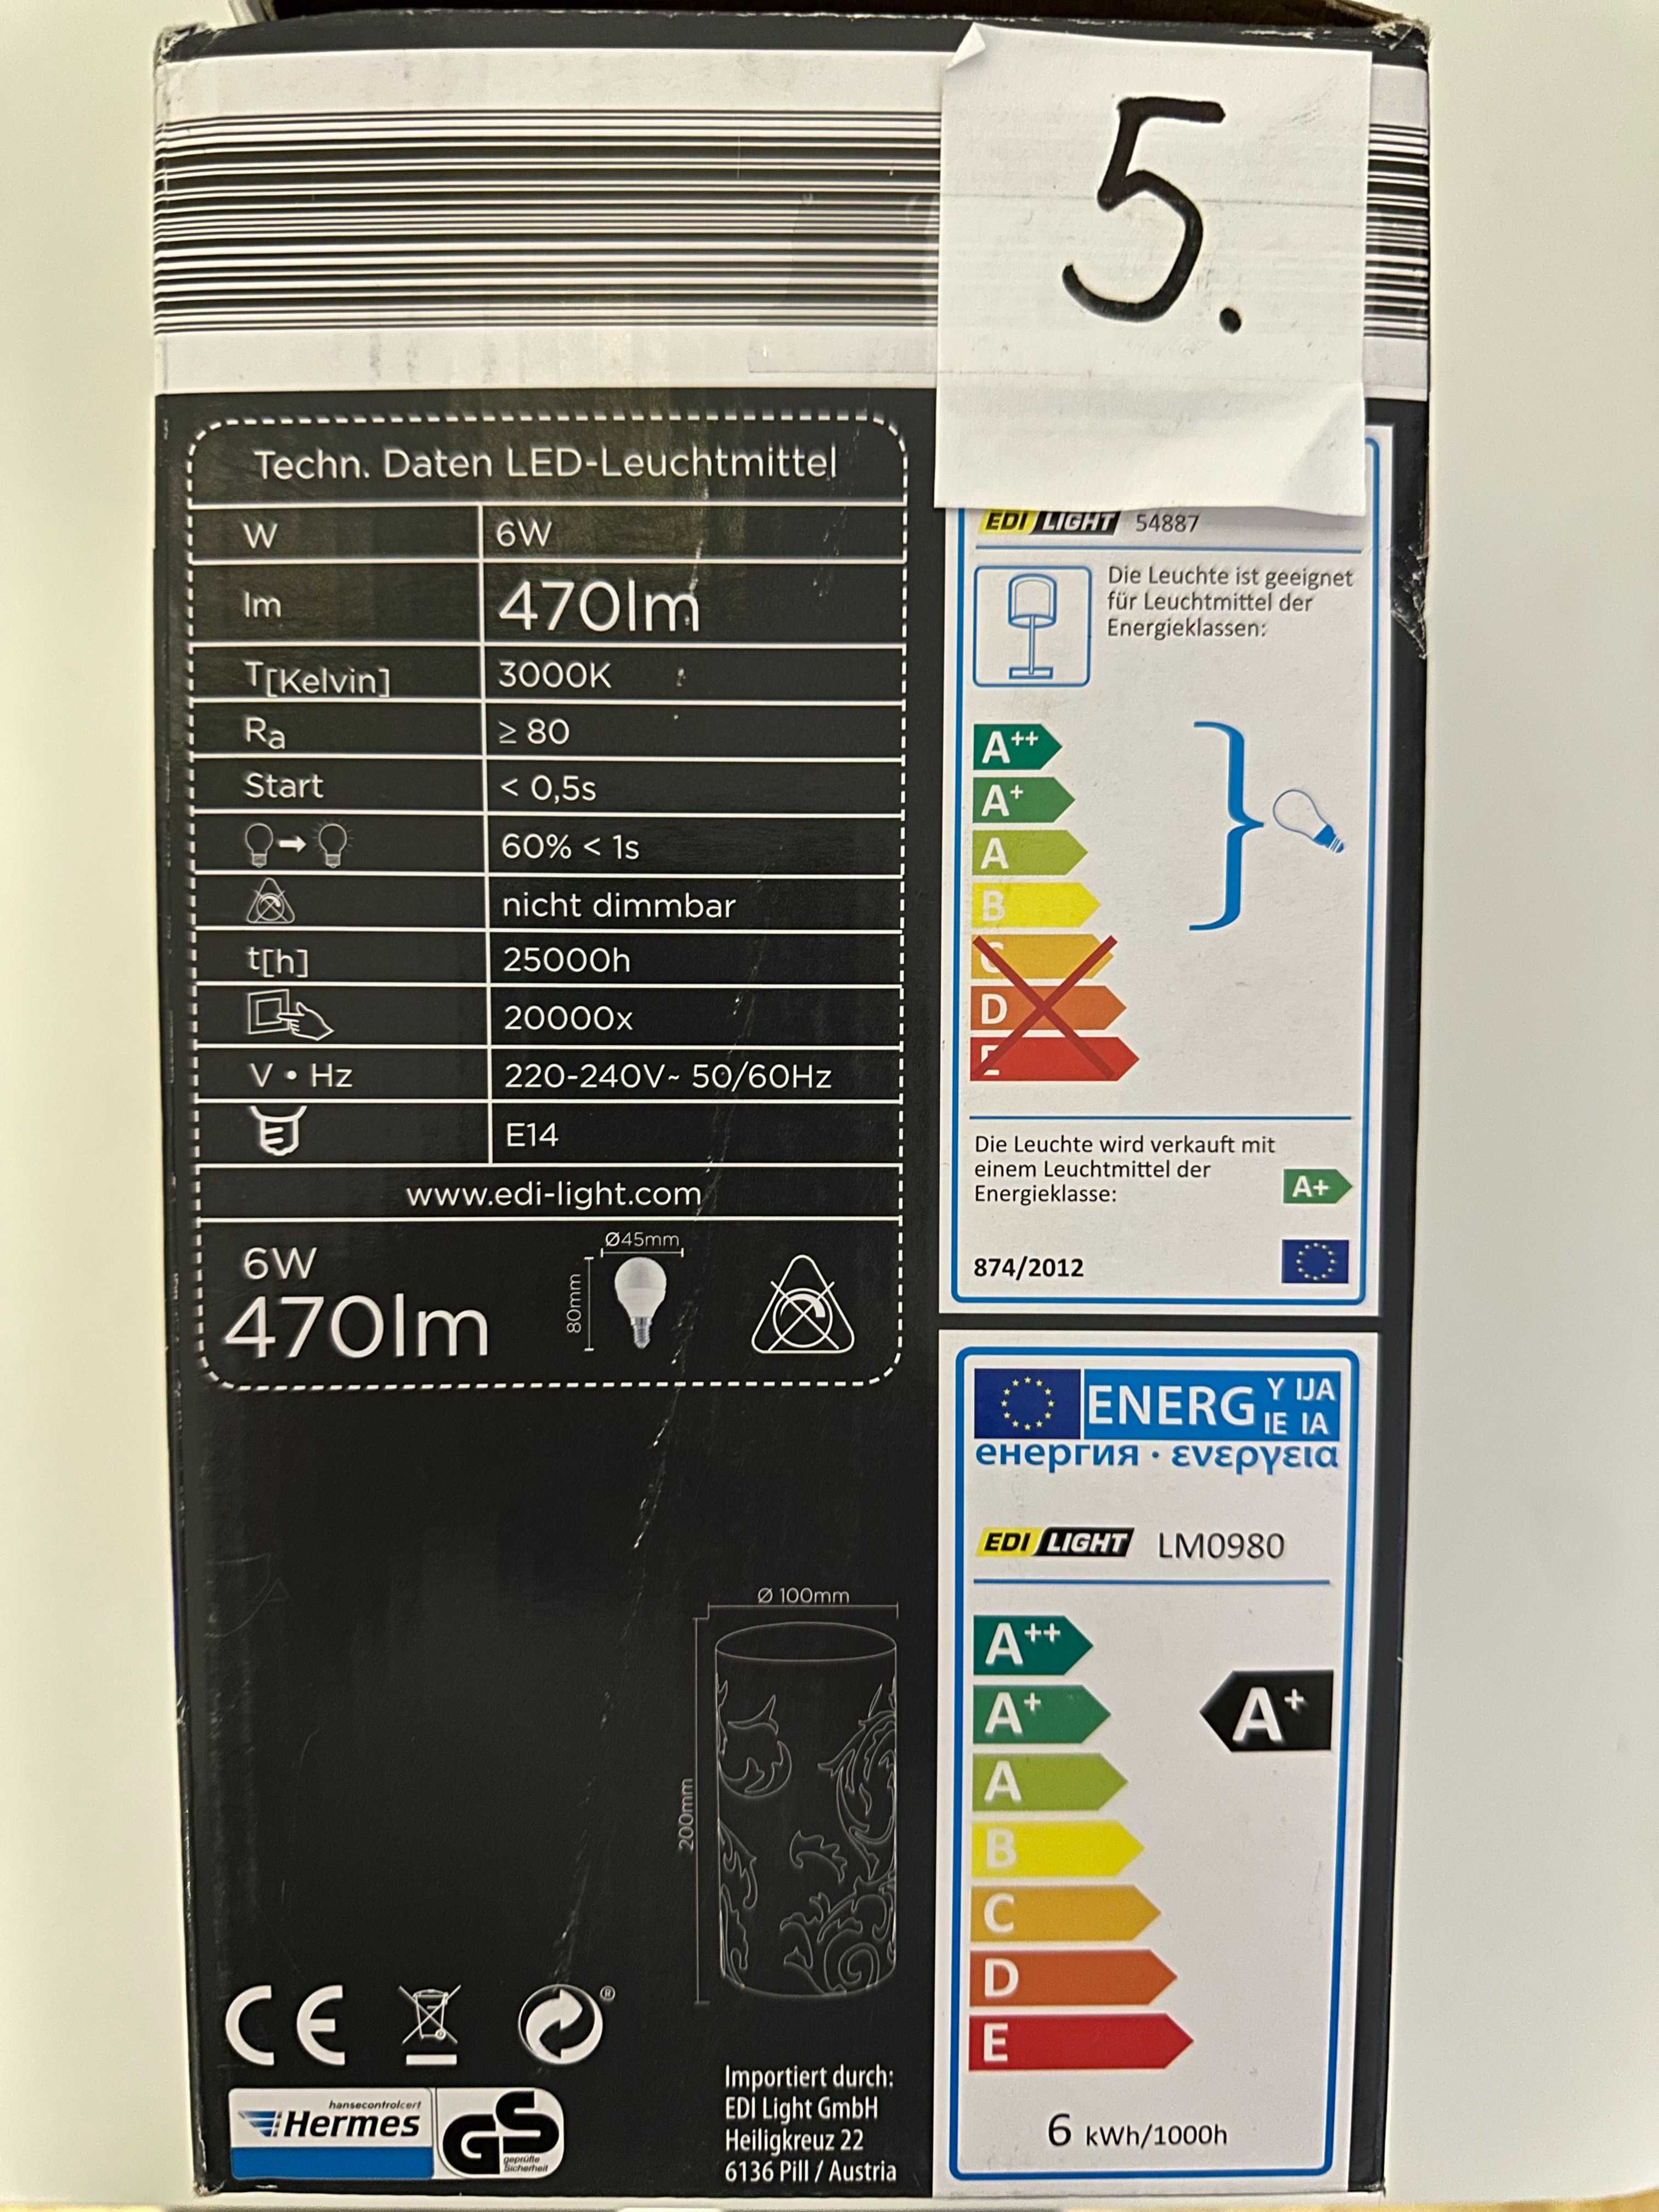 5.
Techn. Daten LED-Leuchtmittel
W 6W
lm 470lm
T[Kelvin] 3000K
Ra ≥ 80
Start < 0,5s
60% < 1s
nicht dimmbar
t[h] 25000h
20000x
V • Hz 220-240V~ 50/60Hz
E14
www.edi-light.com
6W
470lm
Ø45mm
80mm
Ø 100mm
200mm
CE
hansecontrolcert
Hermes
GS
geprüfte
Sicherheit
®
Importiert durch:
EDI Light GmbH
Heiligkreuz 22
6136 Pill / Austria
EDI LIGHT 54887
Die Leuchte ist geeignet
für Leuchtmittel der
Energieklassen:
A++
A+
A
B
C
D
E
Die Leuchte wird verkauft mit
einem Leuchtmittel der
Energieklasse: A+
874/2012
ENERG Y IJA
IE IA
енергия · ενεργεια
EDI LIGHT LM0980
A++
A+ A+
A
B
C
D
E
6 kWh/1000h